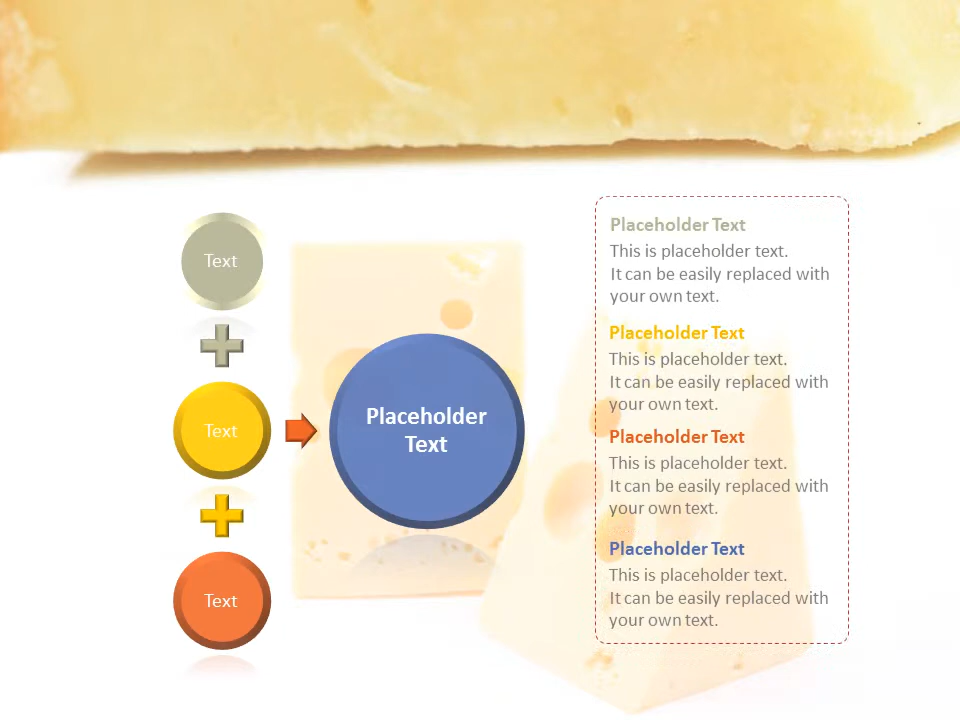 Text
Text
Text
Placeholder
Text
Placeholder Text
This is placeholder text.
It can be easily replaced with
your own text.
Placeholder Text
This is placeholder text.
It can be easily replaced with
your own text.
Placeholder Text
This is placeholder text.
It can be easily replaced with
your own text.
Placeholder Text
This is placeholder text.
It can be easily replaced with
your own text.